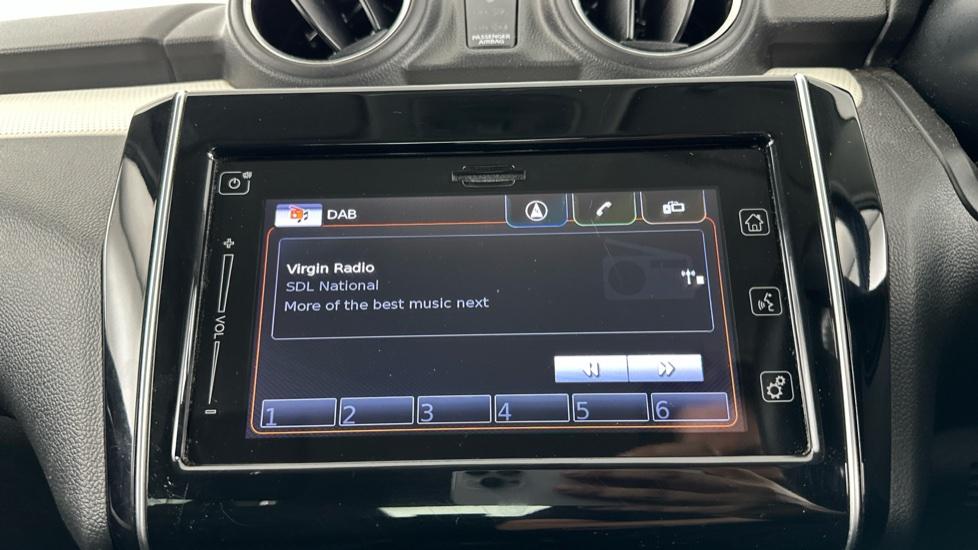 PASSENGER
AIRBAG
DAB
Virgin Radio
SDL National
More of the best music next
VOL
1 2 3 4 5 6